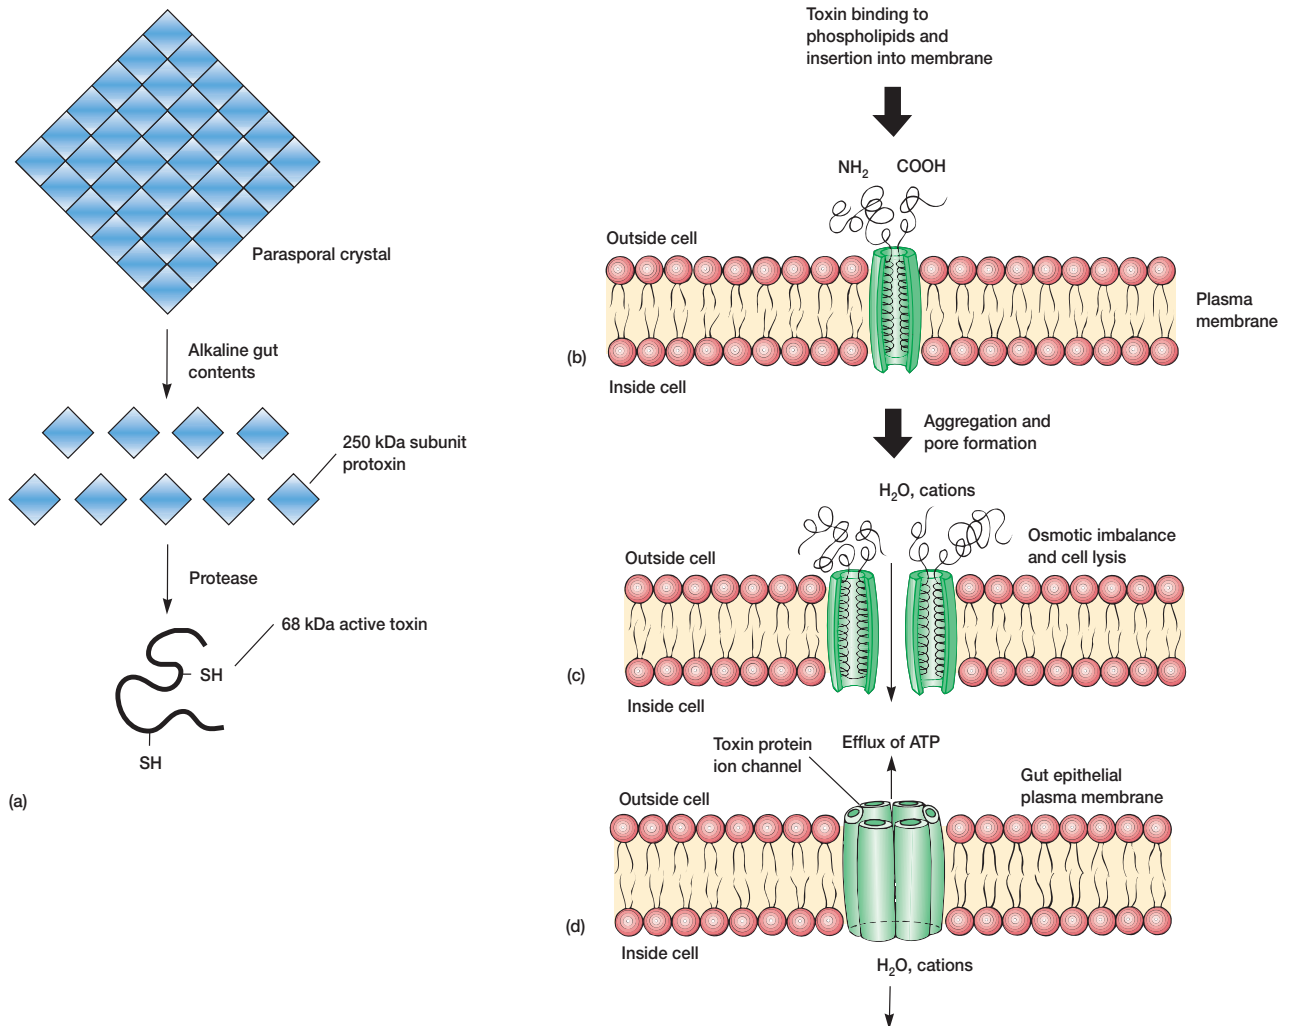 Parasporal crystal
Alkaline gut
contents
250 kDa subunit
protoxin
Protease
68 kDa active toxin
SH
SH
(a)
Toxin binding to
phospholipids and
insertion into membrane
NH₂ COOH
Outside cell
Plasma
membrane
(b)
Inside cell
Aggregation and
pore formation
H₂O, cations
Osmotic imbalance
and cell lysis
Outside cell
(c)
Inside cell
Toxin protein
ion channel
Efflux of ATP
Gut epithelial
plasma membrane
Outside cell
(d)
Inside cell
H₂O, cations